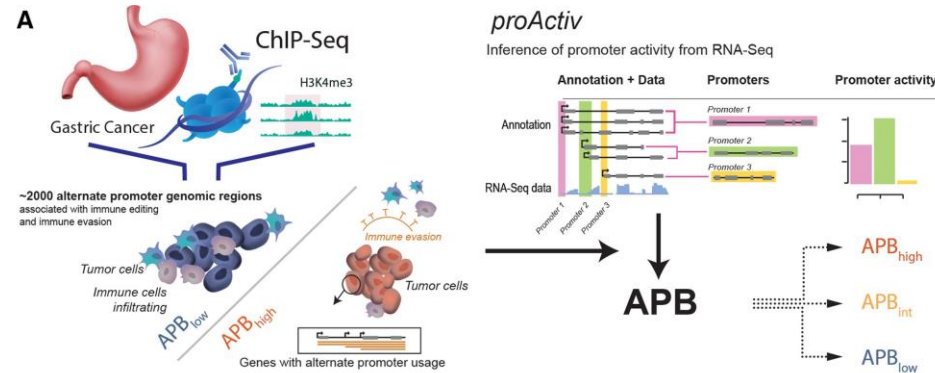 A
ChIP-Seq
H3K4me3
Gastric Cancer
~2000 alternate promoter genomic regions
associated with immune editing
and immune evasion
Tumor cells
Immune cells
infiltrating
APBlow
APBhigh
Immune evasion
Tumor cells
Genes with alternate promoter usage
proActiv
Inference of promoter activity from RNA-Seq
Annotation + Data
Promoters
Promoter activity
Annotation
Promoter 1
Promoter 2
Promoter 3
RNA-Seq data
Promoter 1
Promoter 2
Promoter 3
APB
APBhigh
APBint
APBlow